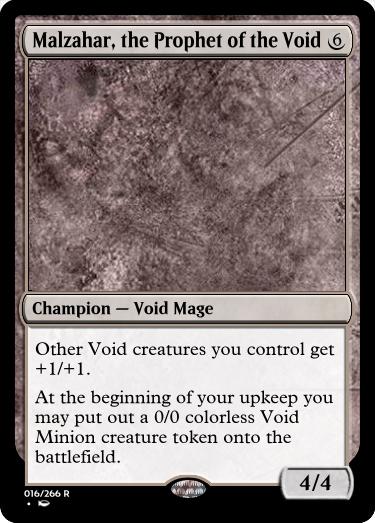 Malzahar, the Prophet of the Void 6
Champion — Void Mage
Other Void creatures you control get
+1/+1.
At the beginning of your upkeep you
may put out a 0/0 colorless Void
Minion creature token onto the
battlefield.
4/4
016/266 R